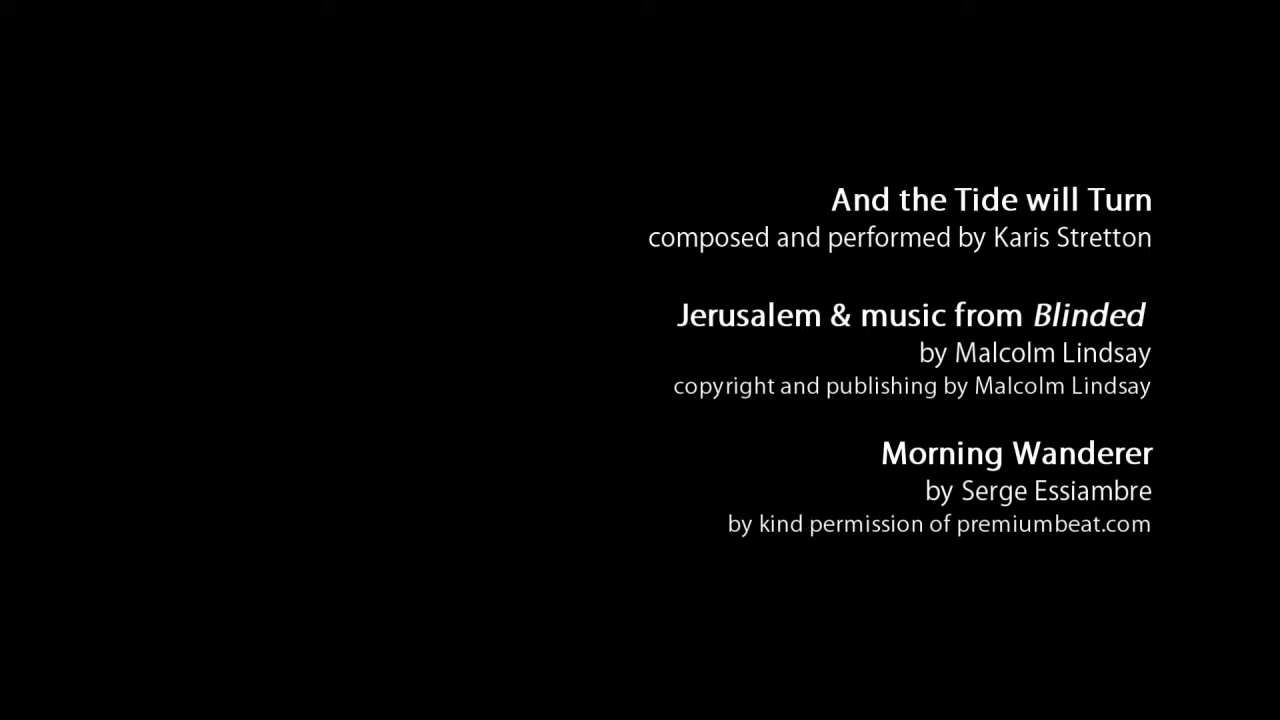 And the Tide will Turn
composed and performed by Karis Stretton
Jerusalem & music from Blinded
by Malcolm Lindsay
copyright and publishing by Malcolm Lindsay
Morning Wanderer
by Serge Essiambre
by kind permission of premiumbeat.com